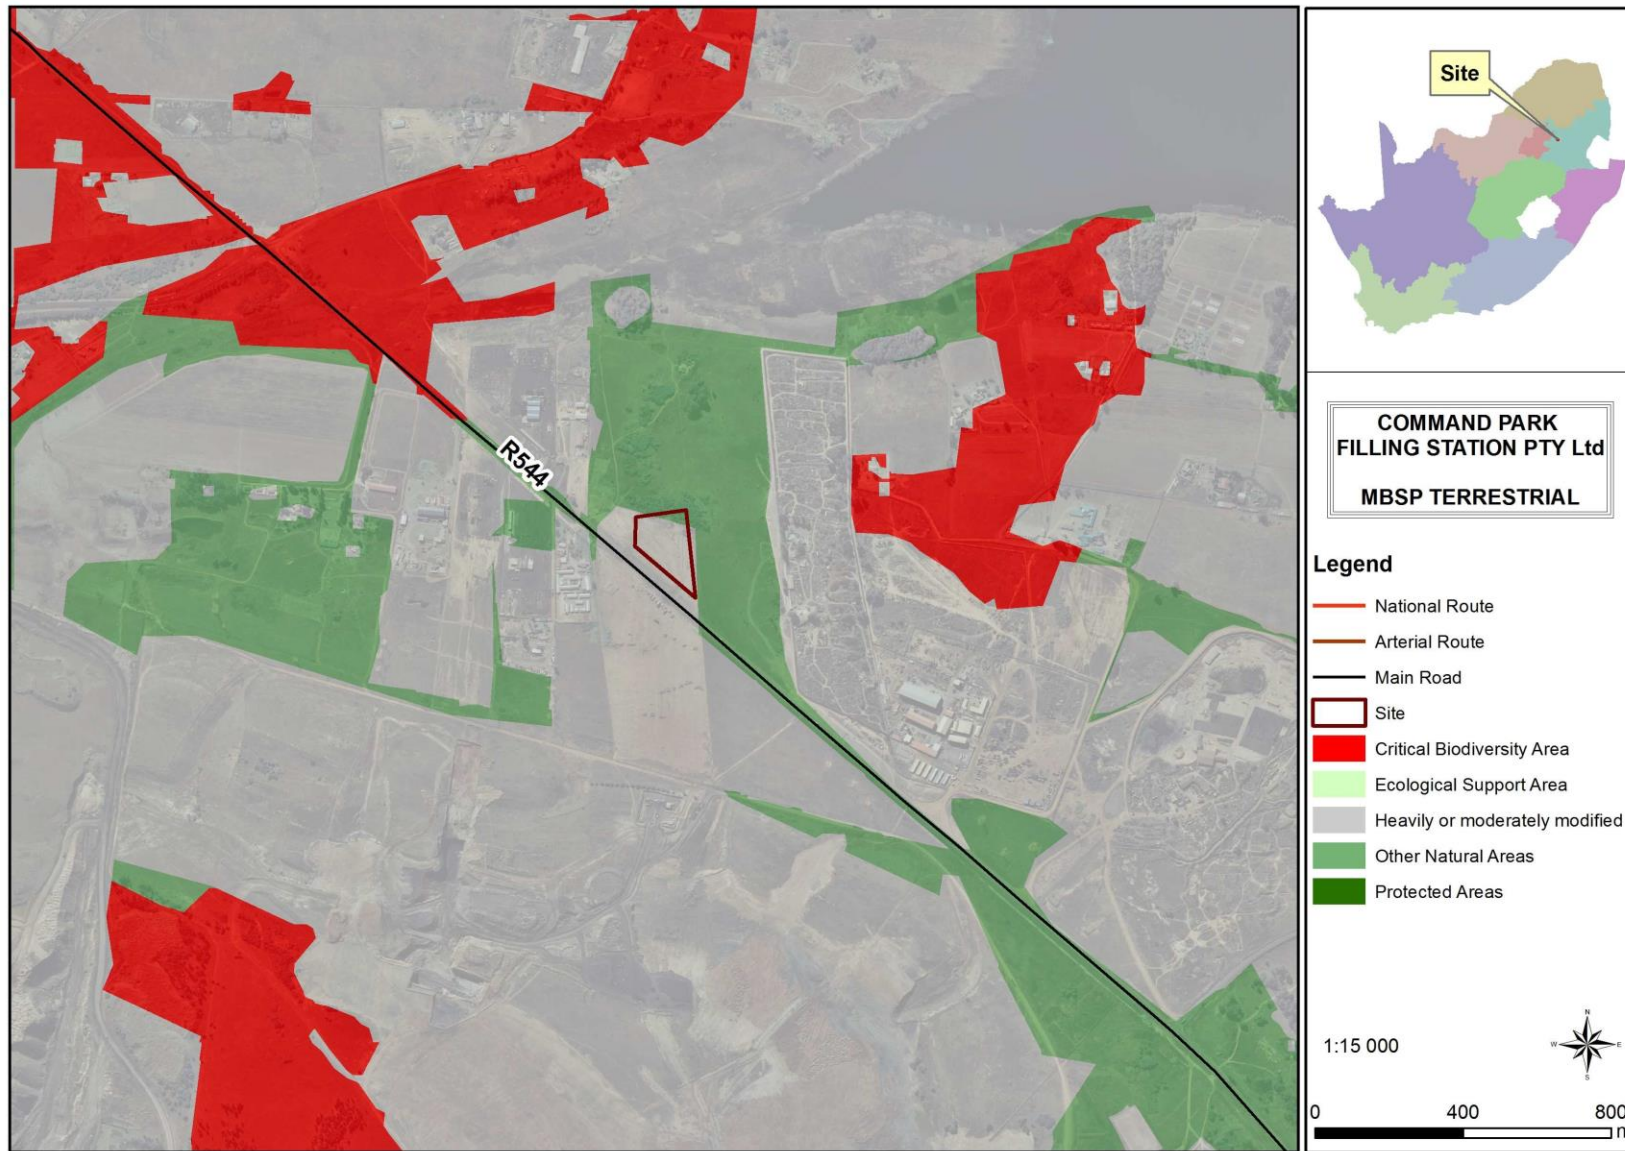 Site
R544
COMMAND PARK
FILLING STATION PTY Ltd
MBSP TERRESTRIAL
Legend
National Route
Arterial Route
Main Road
Site
Critical Biodiversity Area
Ecological Support Area
Heavily or moderately modified
Other Natural Areas
Protected Areas
1:15 000
N
W E
S
0 400 800